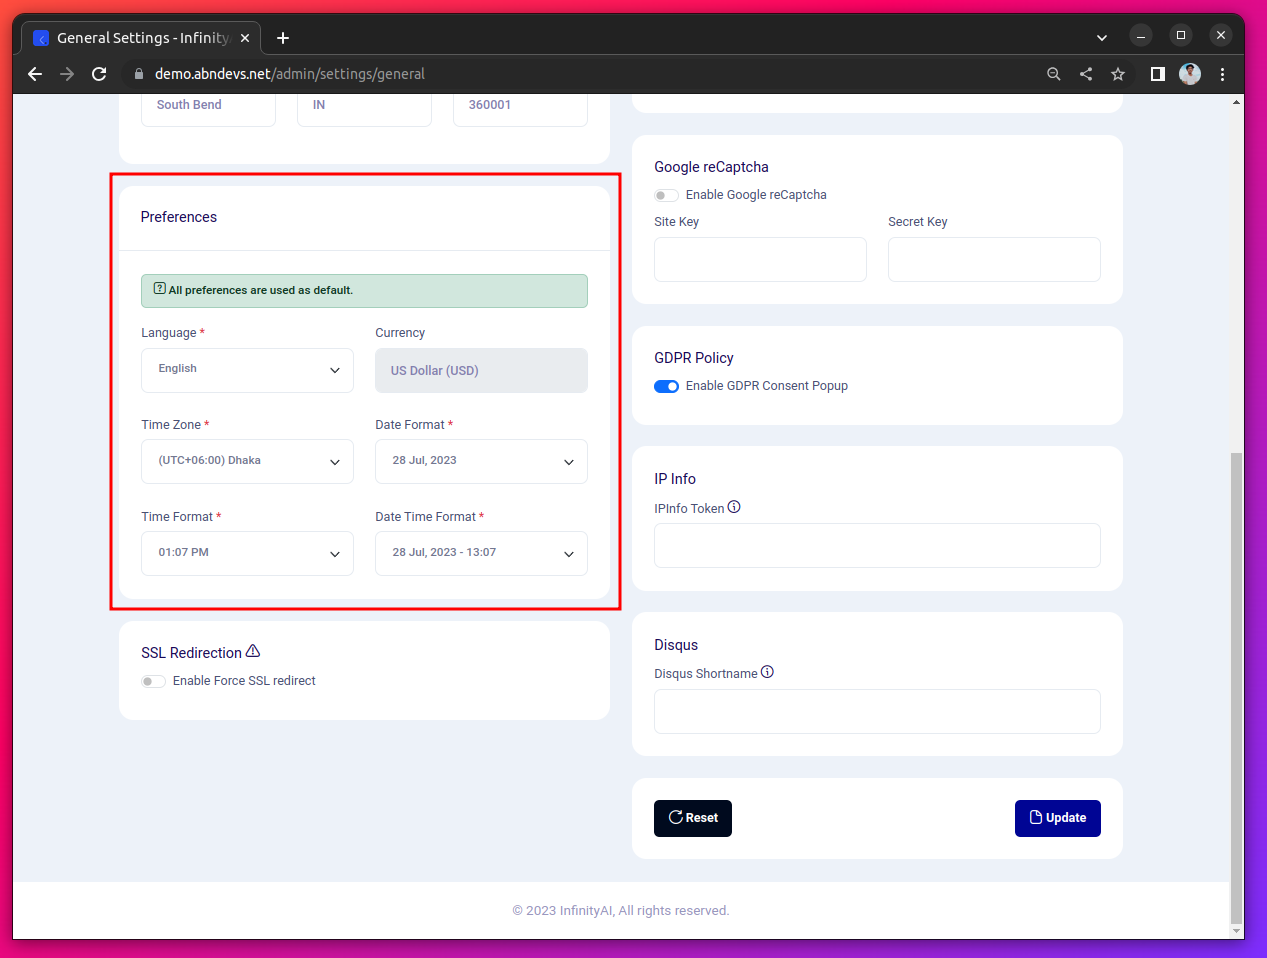 General Settings - Infinity
demo.abndevs.net/admin/settings/general
South Bend
IN
360001
Preferences
All preferences are used as default.
Language *
Currency
English
US Dollar (USD)
Time Zone *
Date Format *
(UTC+06:00) Dhaka
28 Jul, 2023
Time Format *
Date Time Format *
01:07 PM
28 Jul, 2023 - 13:07
SSL Redirection
Enable Force SSL redirect
Google reCaptcha
Enable Google reCaptcha
Site Key
Secret Key
GDPR Policy
Enable GDPR Consent Popup
IP Info
IPInfo Token
Disqus
Disqus Shortname
Reset
Update
© 2023 InfinityAI, All rights reserved.